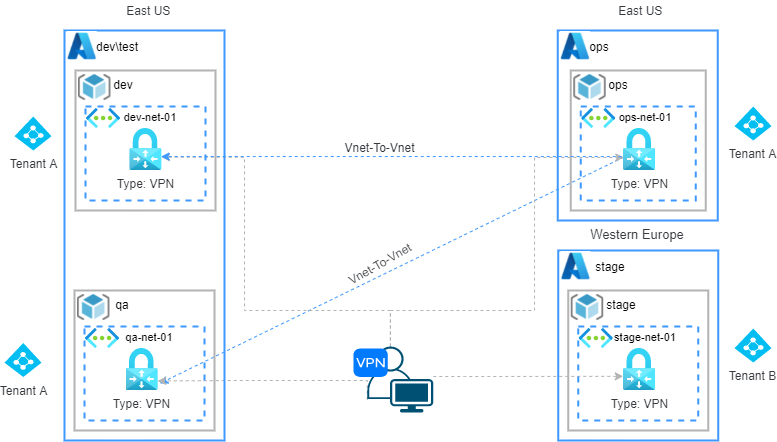 East US
East US
dev\test
ops
dev
ops
dev-net-01
ops-net-01
Tenant A
Type: VPN
Vnet-To-Vnet
Type: VPN
Tenant A
Western Europe
Vnet-To-Vnet
stage
qa
stage
qa-net-01
stage-net-01
Tenant A
Type: VPN
VPN
Type: VPN
Tenant B